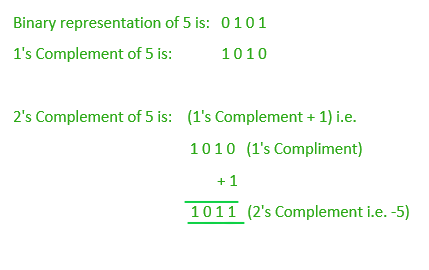 Binary representation of 5 is: 0 1 0 1
1's Complement of 5 is: 1 0 1 0
2's Complement of 5 is: (1's Complement + 1) i.e.
1 0 1 0 (1's Compliment)
+ 1
1 0 1 1 (2's Complement i.e. -5)